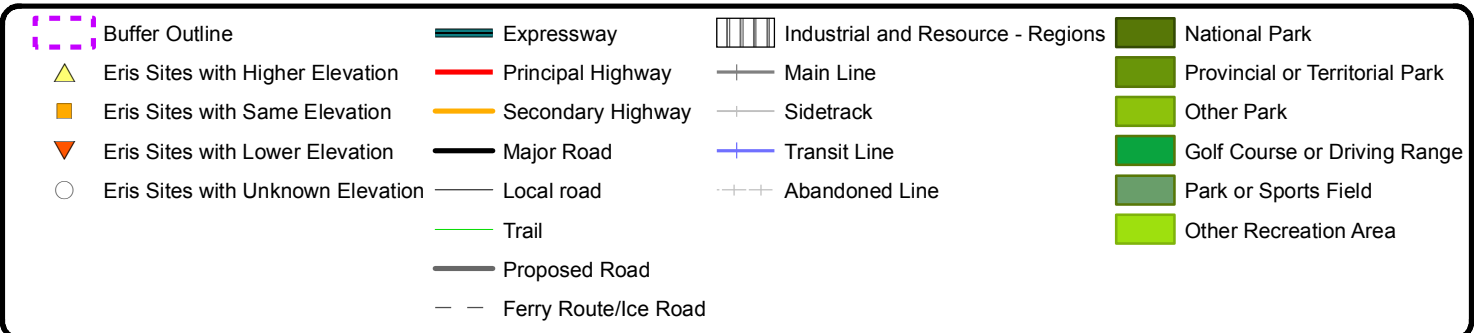 Buffer Outline
Eris Sites with Higher Elevation
Eris Sites with Same Elevation
Eris Sites with Lower Elevation
Eris Sites with Unknown Elevation
Expressway
Principal Highway
Secondary Highway
Major Road
Local road
Trail
Proposed Road
Ferry Route/Ice Road
Industrial and Resource - Regions
Main Line
Sidetrack
Transit Line
Abandoned Line
National Park
Provincial or Territorial Park
Other Park
Golf Course or Driving Range
Park or Sports Field
Other Recreation Area